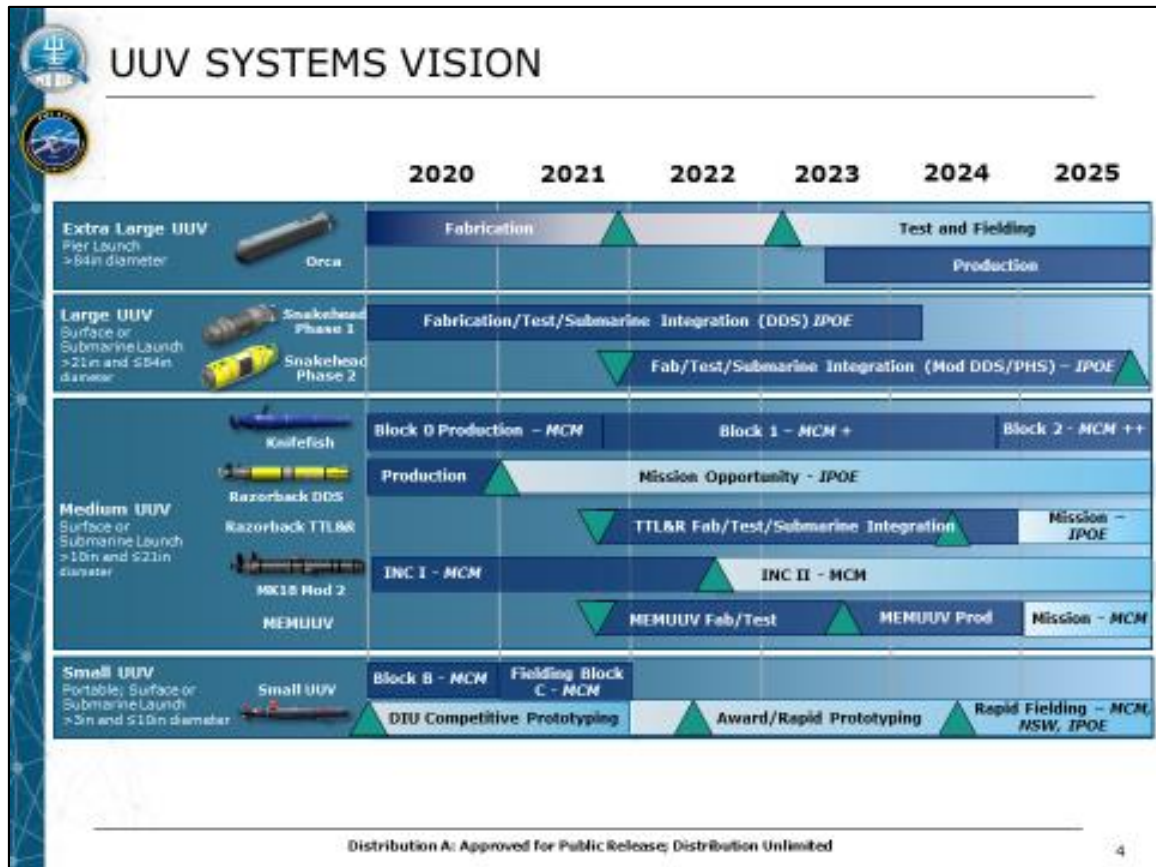 UUV SYSTEMS VISION
2020 2021 2022 2023 2024 2025
Extra Large UUV
Pier Launch
>84in diameter
Orca
Fabrication
Test and Fielding
Production
Large UUV
Surface or
Submarine Launch
>21in and ≤84in
diameter
Snakehead
Phase 1
Snakehead
Phase 2
Fabrication/Test/Submarine Integration (DDS) IPOE
Fab/Test/Submarine Integration (Mod DDS/PHS) – IPOE
Medium UUV
Surface or
Submarine Launch
>10in and ≤21in
diameter
Knifefish
Block 0 Production – MCM
Block 1 – MCM +
Block 2 - MCM ++
Razorback DDS
Production
Mission Opportunity - IPOE
Razorback TTL&R
TTL&R Fab/Test/Submarine Integration
Mission –
IPOE
MK18 Mod 2
INC I - MCM
INC II - MCM
MEMUUV
MEMUUV Fab/Test
MEMUUV Prod
Mission – MCM
Small UUV
Portable; Surface or
Submarine Launch
>3in and ≤10in diameter
Small UUV
Block B - MCM
Fielding Block
C - MCM
DIU Competitive Prototyping
Award/Rapid Prototyping
Rapid Fielding – MCM,
NSW, IPOE
Distribution A: Approved for Public Release; Distribution Unlimited
4